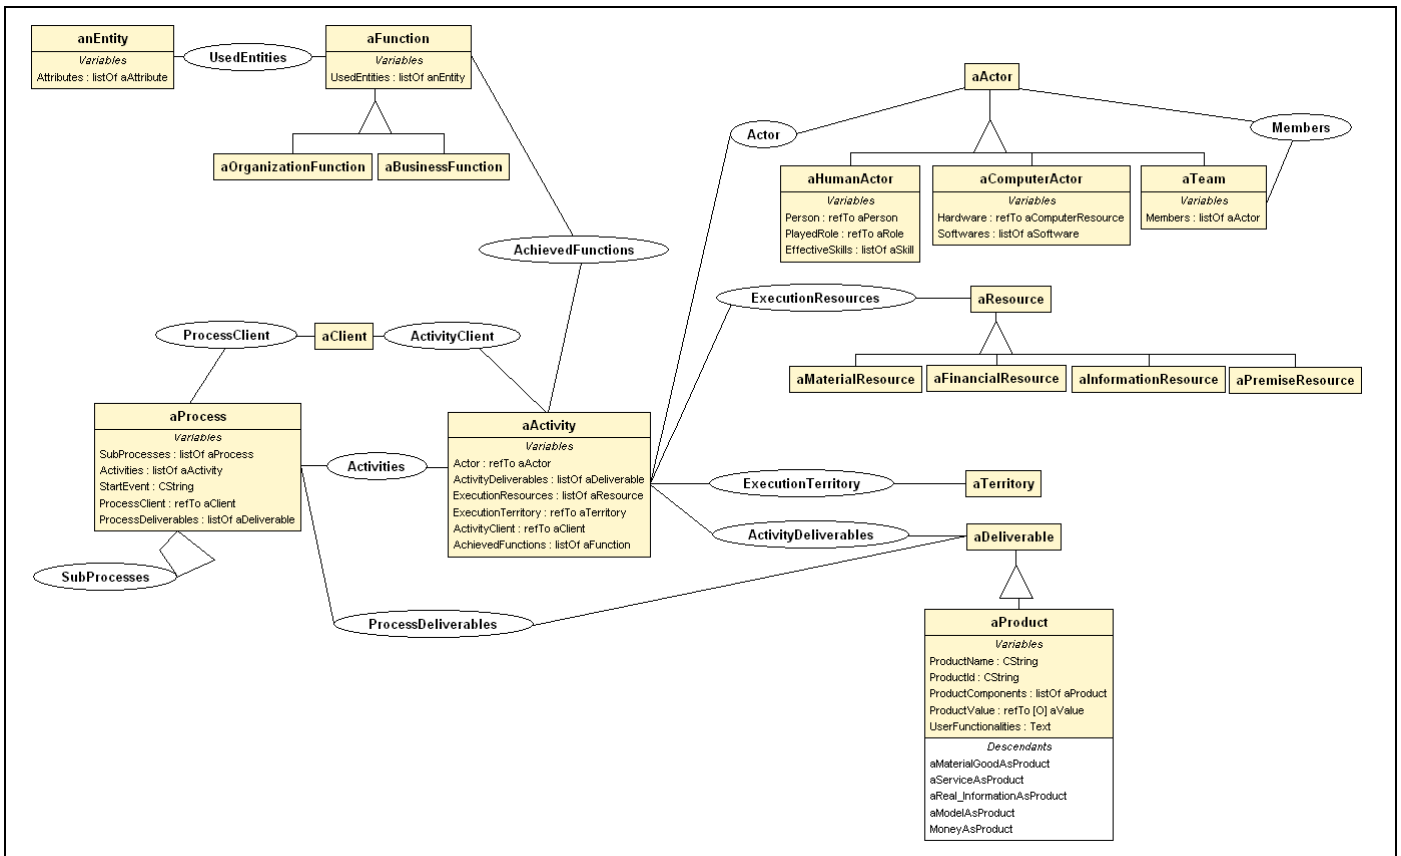 anEntity
Variables
Attributes : listOf aAttribute
UsedEntities
aFunction
Variables
UsedEntities : listOf anEntity
aOrganizationFunction
aBusinessFunction
AchievedFunctions
aActor
Actor
Members
aHumanActor
Variables
Person : refTo aPerson
PlayedRole : refTo aRole
EffectiveSkills : listOf aSkill
aComputerActor
Variables
Hardware : refTo aComputerResource
Softwares : listOf aSoftware
aTeam
Variables
Members : listOf aActor
ExecutionResources
aResource
aMaterialResource
aFinancialResource
aInformationResource
aPremiseResource
ProcessClient
aClient
ActivityClient
aProcess
Variables
SubProcesses : listOf aProcess
Activities : listOf aActivity
StartEvent : CString
ProcessClient : refTo aClient
ProcessDeliverables : listOf aDeliverable
Activities
aActivity
Variables
Actor : refTo aActor
ActivityDeliverables : listOf aDeliverable
ExecutionResources : listOf aResource
ExecutionTerritory : refTo aTerritory
ActivityClient : refTo aClient
AchievedFunctions : listOf aFunction
ExecutionTerritory
aTerritory
ActivityDeliverables
aDeliverable
SubProcesses
ProcessDeliverables
aProduct
Variables
ProductName : CString
ProductId : CString
ProductComponents : listOf aProduct
ProductValue : refTo [O] aValue
UserFunctionalities : Text
Descendants
aMaterialGoodAsProduct
aServiceAsProduct
aReal_InformationAsProduct
aModelAsProduct
MoneyAsProduct